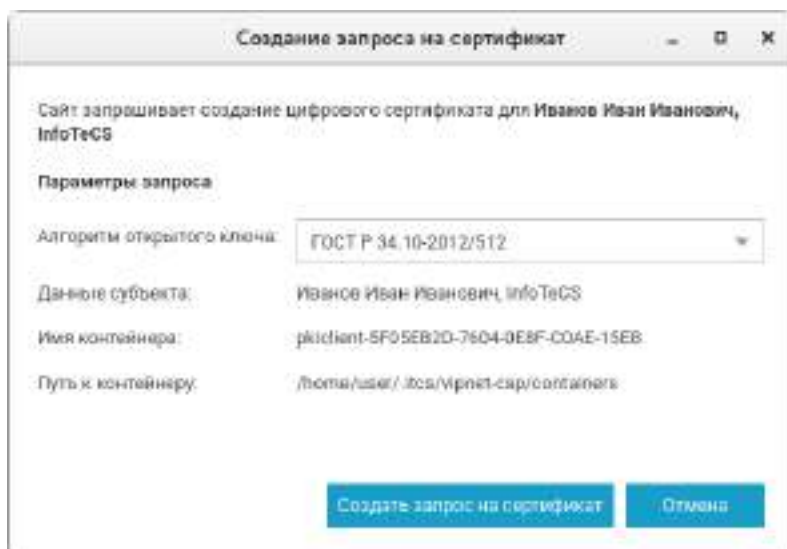 Создание запроса на сертификат
Сайт запрашивает создание цифрового сертификата для Иванов Иван Иванович,
InfoTeCS
Параметры запроса
Алгоритм открытого ключа: ГОСТ Р 34.10-2012/512
Данные субъекта: Иванов Иван Иванович, InfoTeCS
Имя контейнера: pkiclient-5F05EB2D-7604-0E8F-C0AE-15EB
Путь к контейнеру: /home/user/.itcs/vipnet-csp/containers
Создать запрос на сертификат Отмена